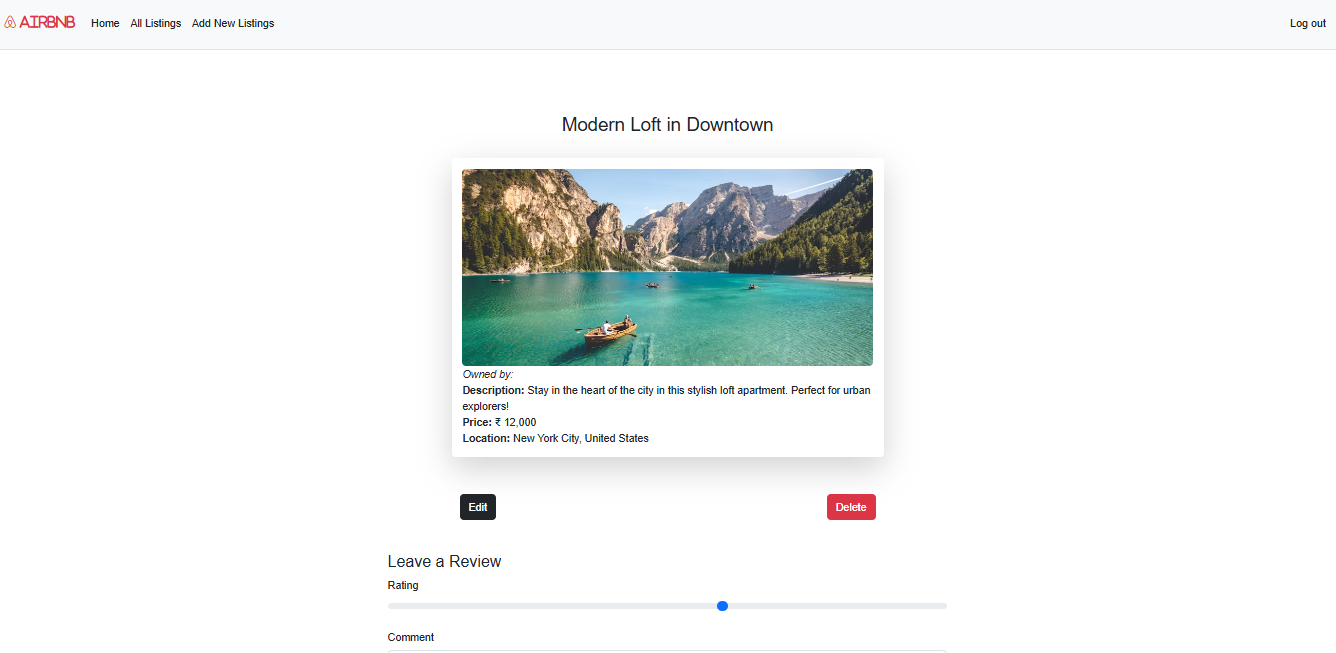 AIRBNB Home All Listings Add New Listings Log out
Modern Loft in Downtown
Owned by:
Description: Stay in the heart of the city in this stylish loft apartment. Perfect for urban
explorers!
Price: ₹ 12,000
Location: New York City, United States
Edit Delete
Leave a Review
Rating
Comment